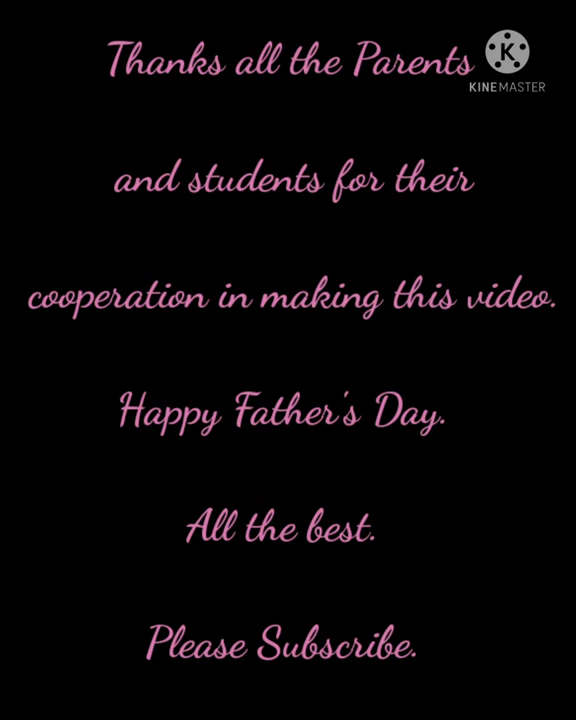 Thanks all the Parents
K
KINEMASTER
and students for their
cooperation in making this video.
Happy Father's Day.
All the best.
Please Subscribe.